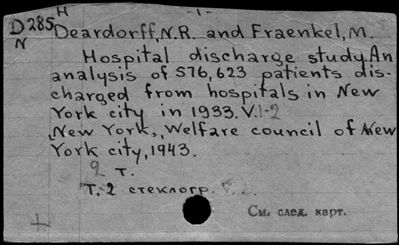 H -1-
D285 Deardorff, N.R. and Fraenkel, M.
N
Hospital discharge study. An
analysis of 576,623 patients dis-
charged from hospitals in New
York city in 1933. V.1-2
New York, Welfare council of New
York city, 1943.
2 т.
Т. 2 стеклогр.
См. след. карт.